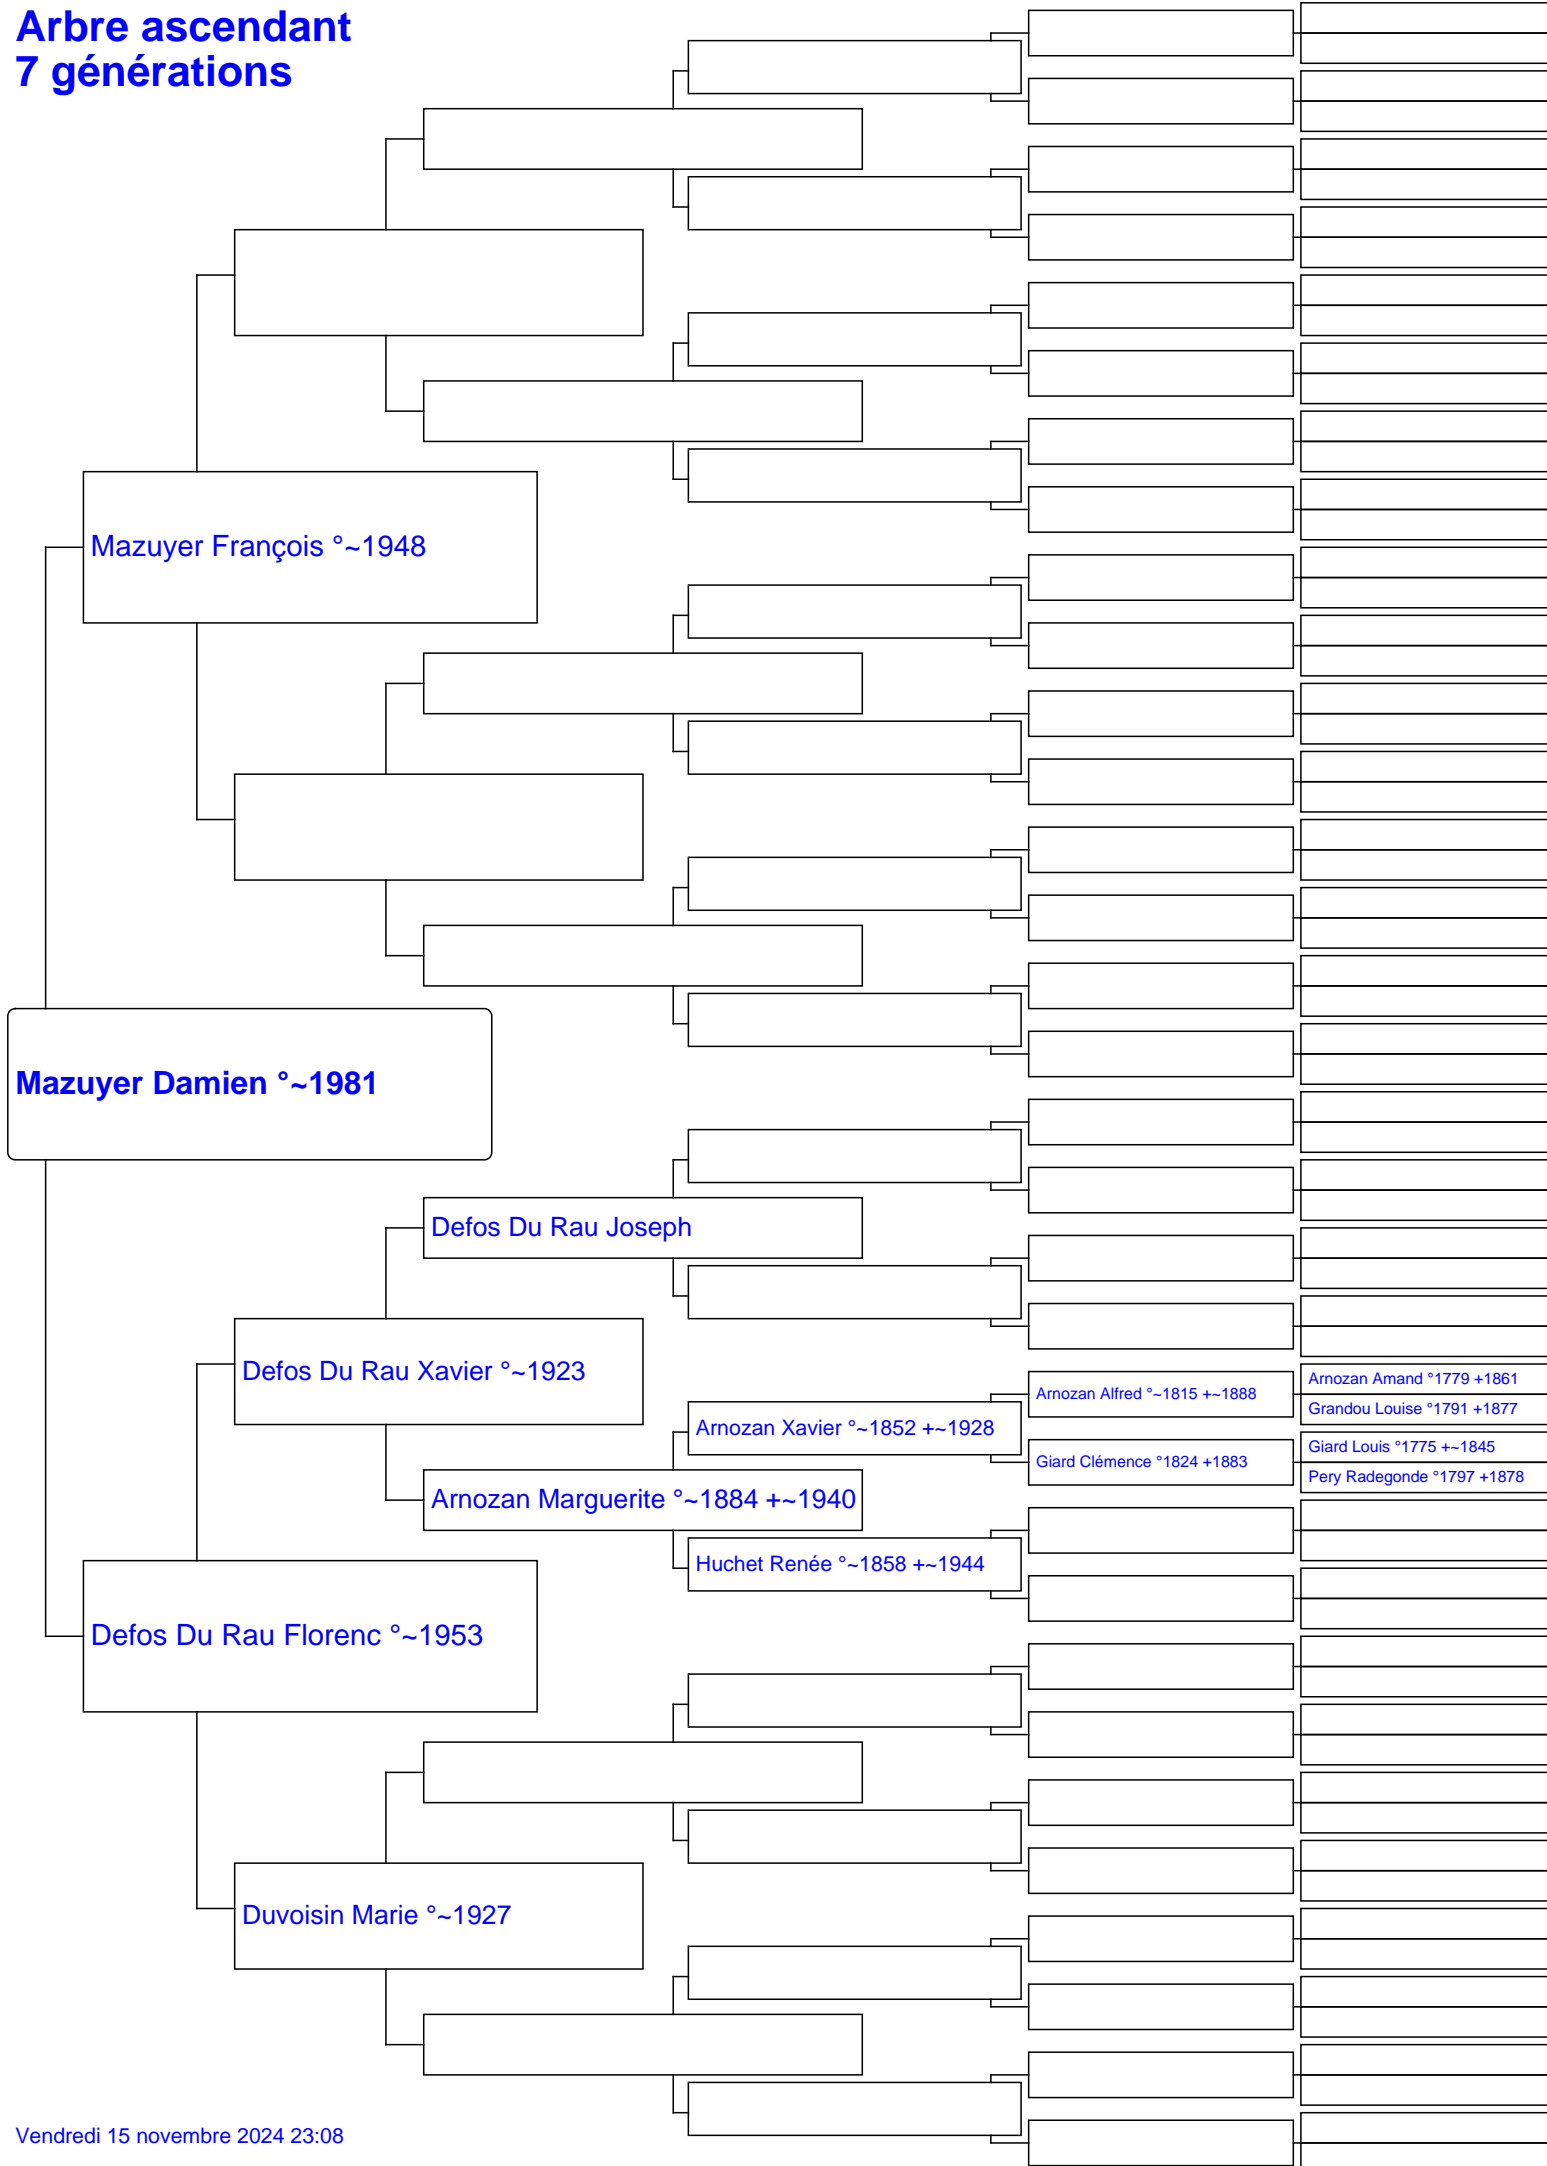 Arbre ascendant
7 générations
Mazuyer François °~1948
Mazuyer Damien °~1981
Defos Du Rau Joseph
Defos Du Rau Xavier °~1923
Arnozan Alfred °~1815 +~1888
Arnozan Amand °1779 +1861
Grandou Louise °1791 +1877
Arnozan Xavier °~1852 +~1928
Giard Clémence °1824 +1883
Giard Louis °1775 +~1845
Pery Radegonde °1797 +1878
Arnozan Marguerite °~1884 +~1940
Huchet Renée °~1858 +~1944
Defos Du Rau Florenc °~1953
Duvoisin Marie °~1927
Vendredi 15 novembre 2024 23:08